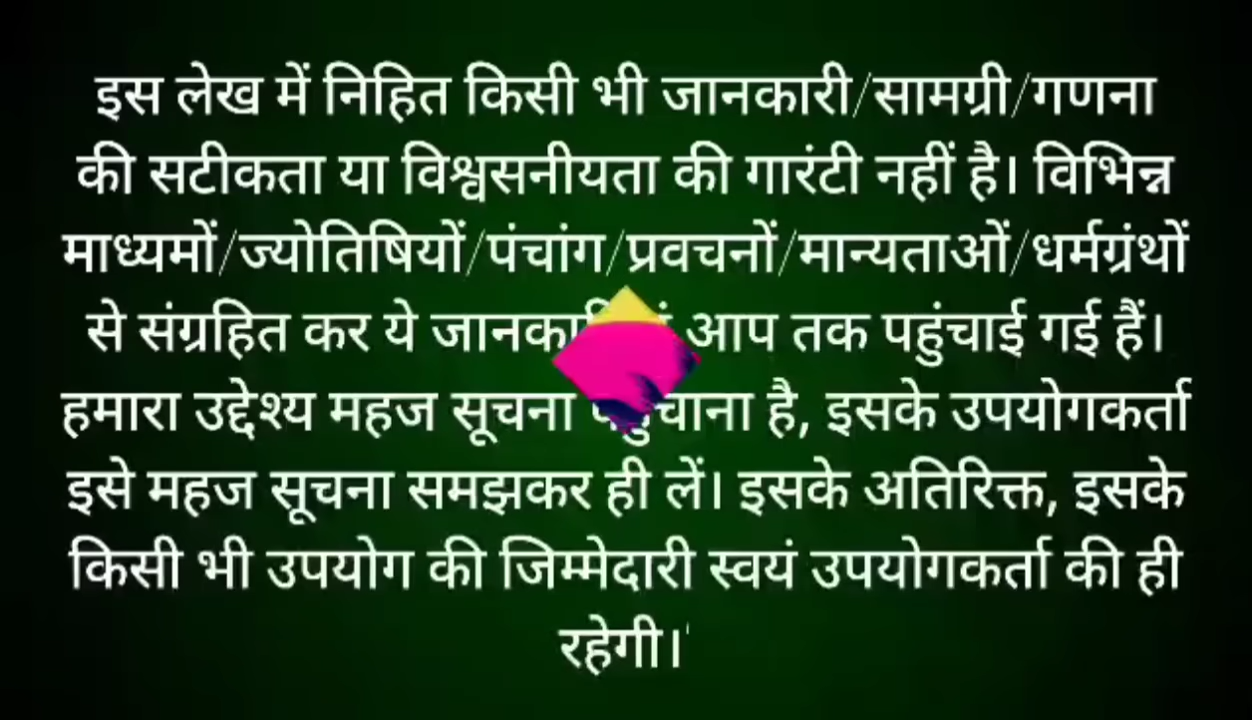 इस लेख में निहित किसी भी जानकारी/सामग्री/गणना
की सटीकता या विश्वसनीयता की गारंटी नहीं है। विभिन्न
माध्यमों/ज्योतिषियों/पंचांग/प्रवचनों/मान्यताओं/धर्मग्रंथों
से संग्रहित कर ये आप तक पहुंचाई गई हैं।
हमारा उद्देश्य महज सूचना है, इसके उपयोगकर्ता
इसे महज सूचना समझकर ही लें। इसके अतिरिक्त, इसके
किसी भी उपयोग की जिम्मेदारी स्वयं उपयोगकर्ता की ही
रहेगी।'